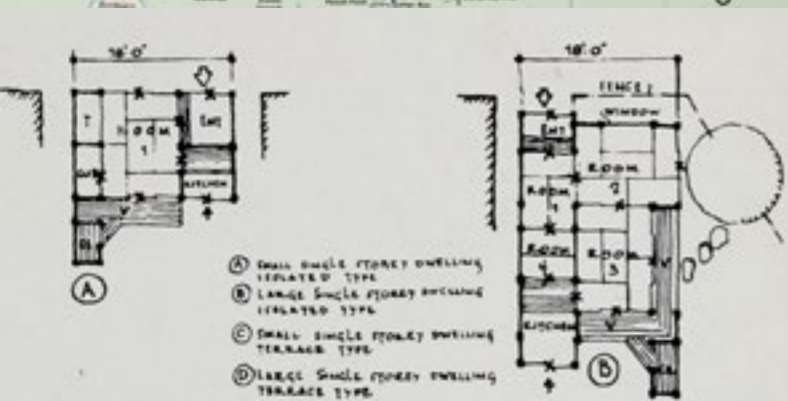 18'0"
T
ROOM
1
ENT
CUP
KITCHEN
V
A
18'0"
FENCE
WINDOW
ENT
ROOM
2
ROOM
1
ROOM
4
ROOM
3
V
KITCHEN
V
B
A SMALL SINGLE STOREY DWELLING
ISOLATED TYPE
B LARGE SINGLE STOREY DWELLING
ISOLATED TYPE
C SMALL SINGLE STOREY DWELLING
TERRACE TYPE
D LARGE SINGLE STOREY DWELLING
TERRACE TYPE